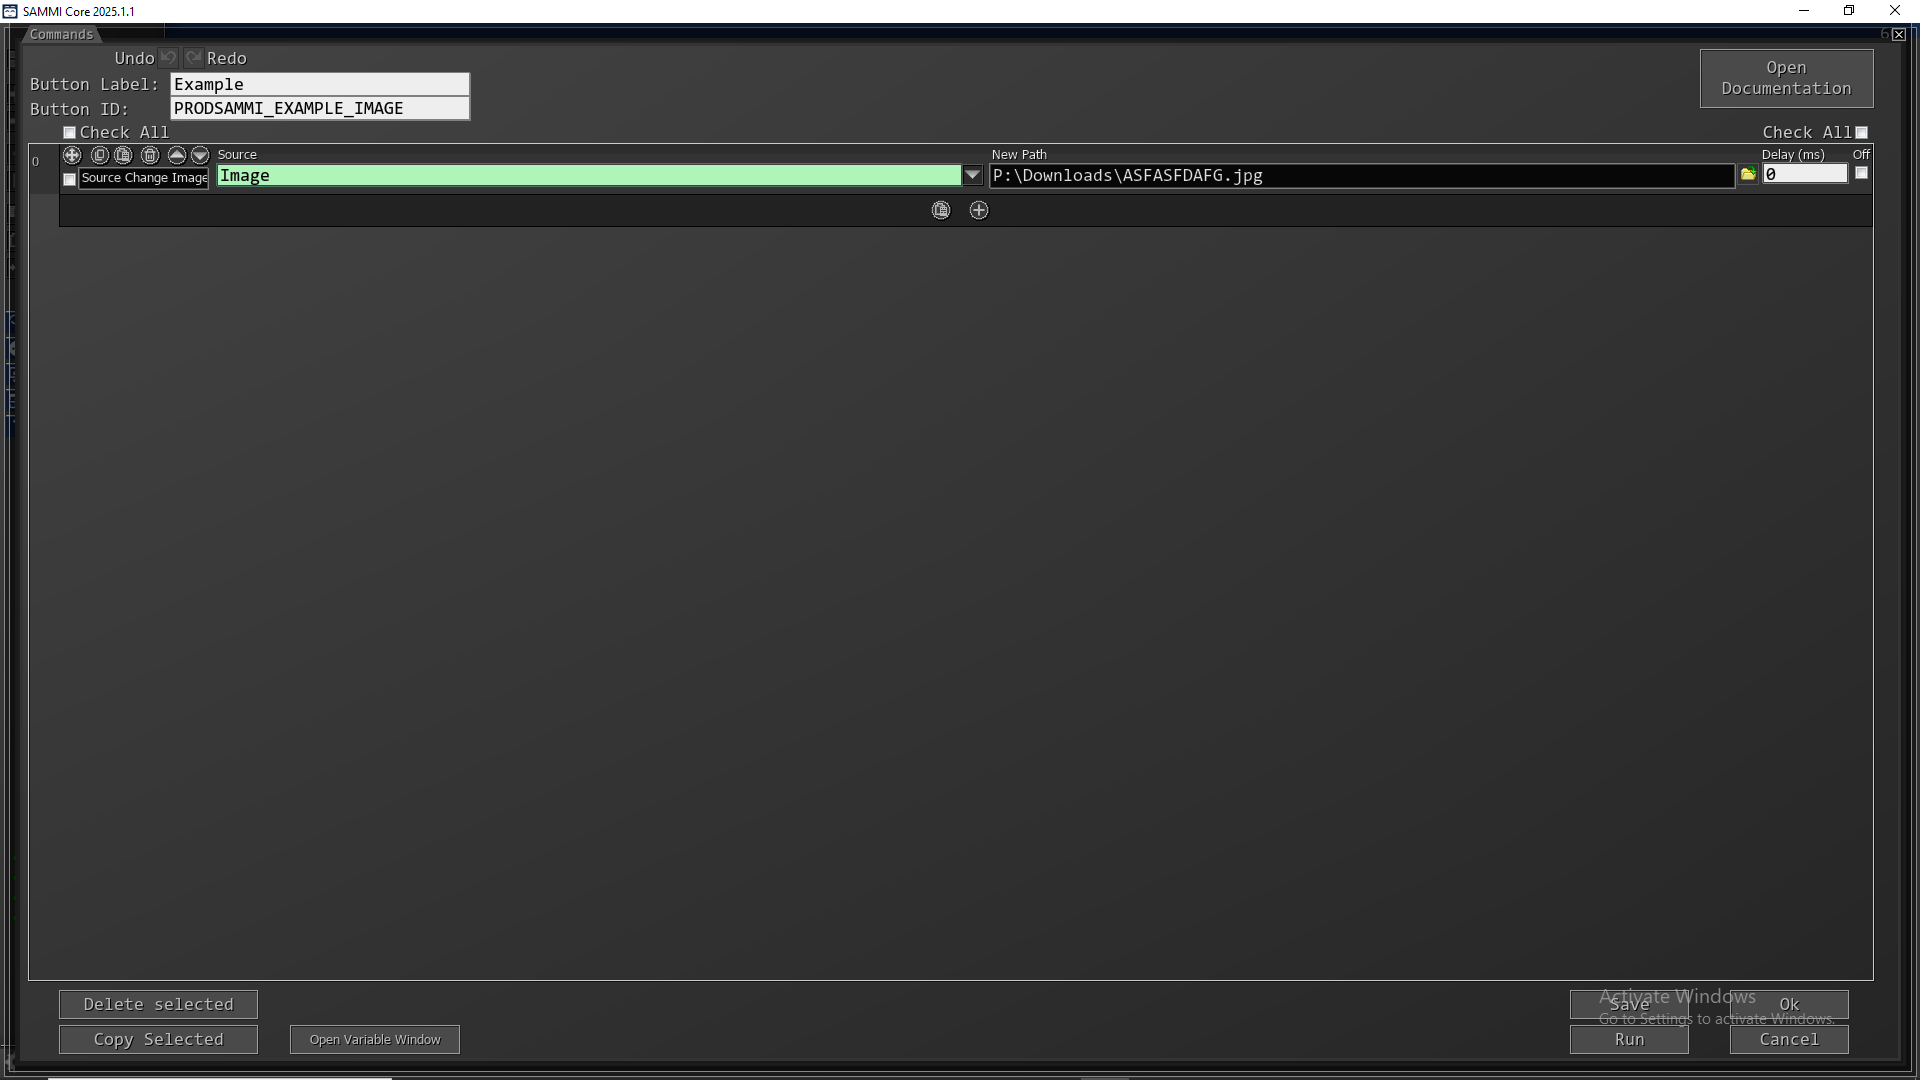 SAMMI Core 2025.1.1
Commands
Undo Redo
Open Documentation
Button Label: Example
Button ID: PRODSAMMI_EXAMPLE_IMAGE
Check All Check All
0 Source New Path Delay (ms) Off
Source Change Image Image P:\Downloads\ASFASFDAFG.jpg 0
Delete selected Save Ok
Copy Selected Open Variable Window Run Cancel
Activate Windows
Go to Settings to activate Windows.